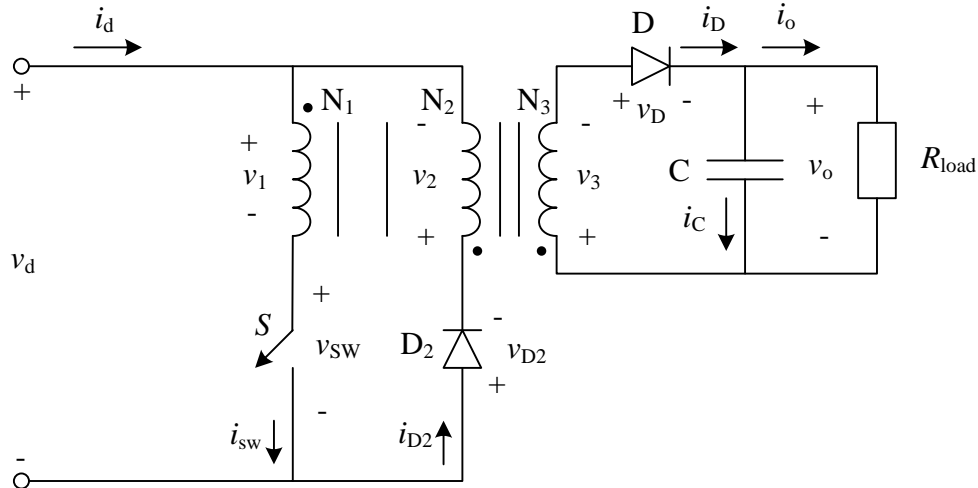 i_d
D
i_D
i_o
+
N_1
N_2
N_3
+ v_D -
-
-
+
+
v_1
v_2
v_3
C
v_o
R_load
-
+
+
i_C
-
v_d
+
S
v_SW
D_2
-
v_D2
+
-
i_sw
i_D2
-